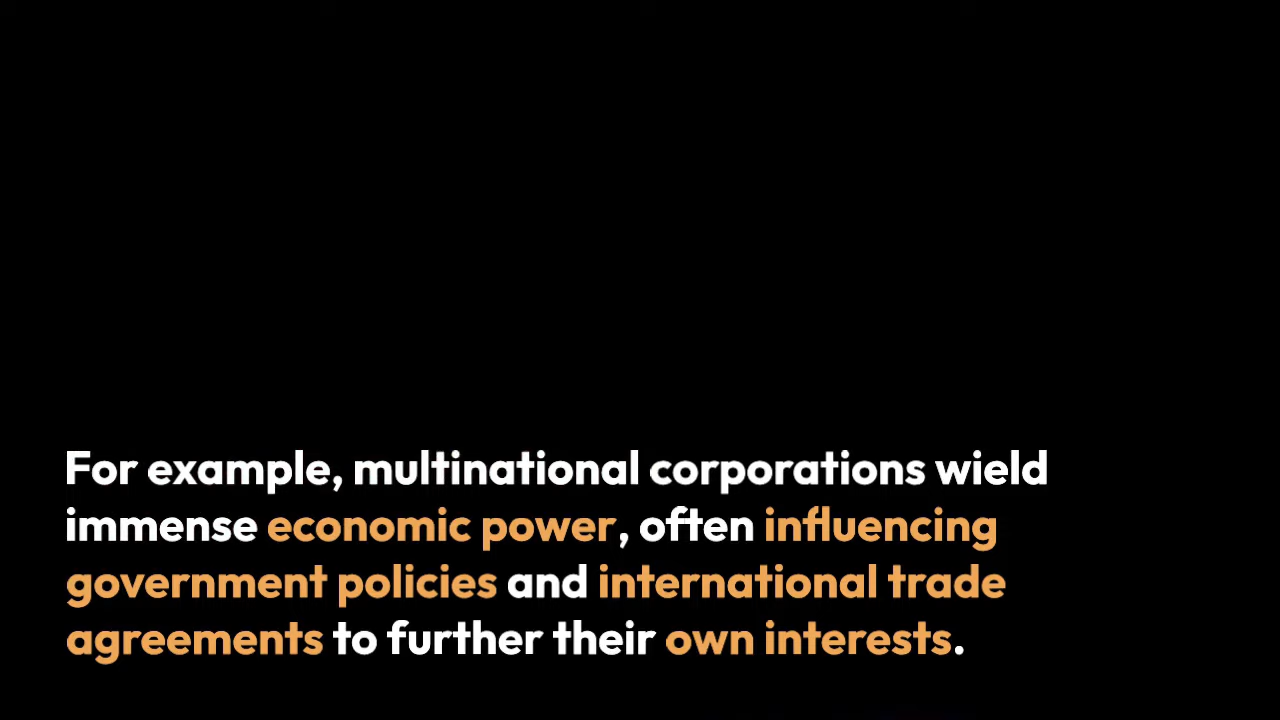 For example, multinational corporations wield
immense economic power, often influencing
government policies and international trade
agreements to further their own interests.